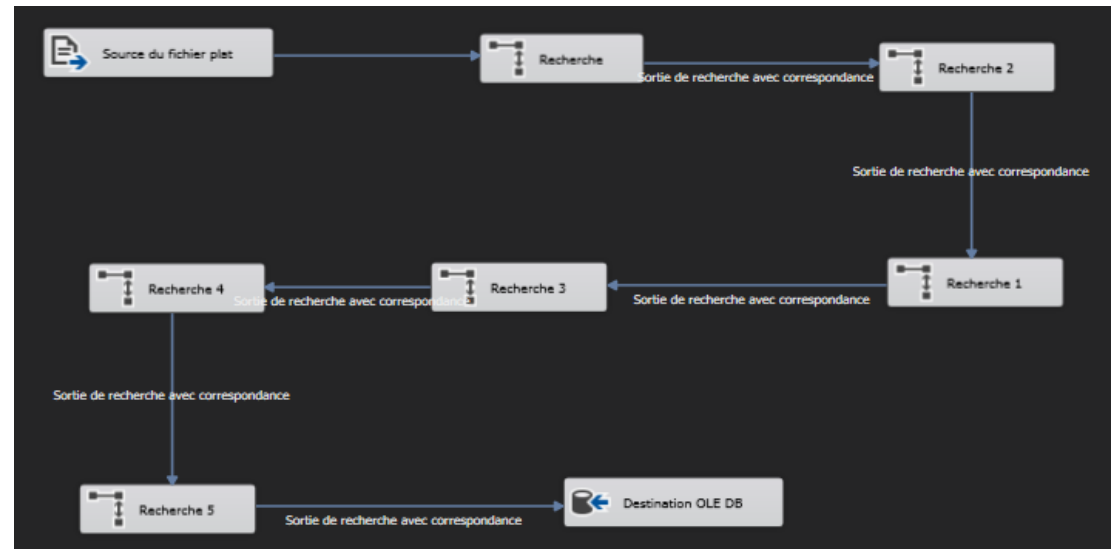 Source du fichier plat
Recherche
Sortie de recherche avec correspondance
Recherche 2
Sortie de recherche avec correspondance
Recherche 1
Sortie de recherche avec correspondance
Recherche 3
Sortie de recherche avec correspondance
Recherche 4
Sortie de recherche avec correspondance
Recherche 5
Sortie de recherche avec correspondance
Destination OLE DB